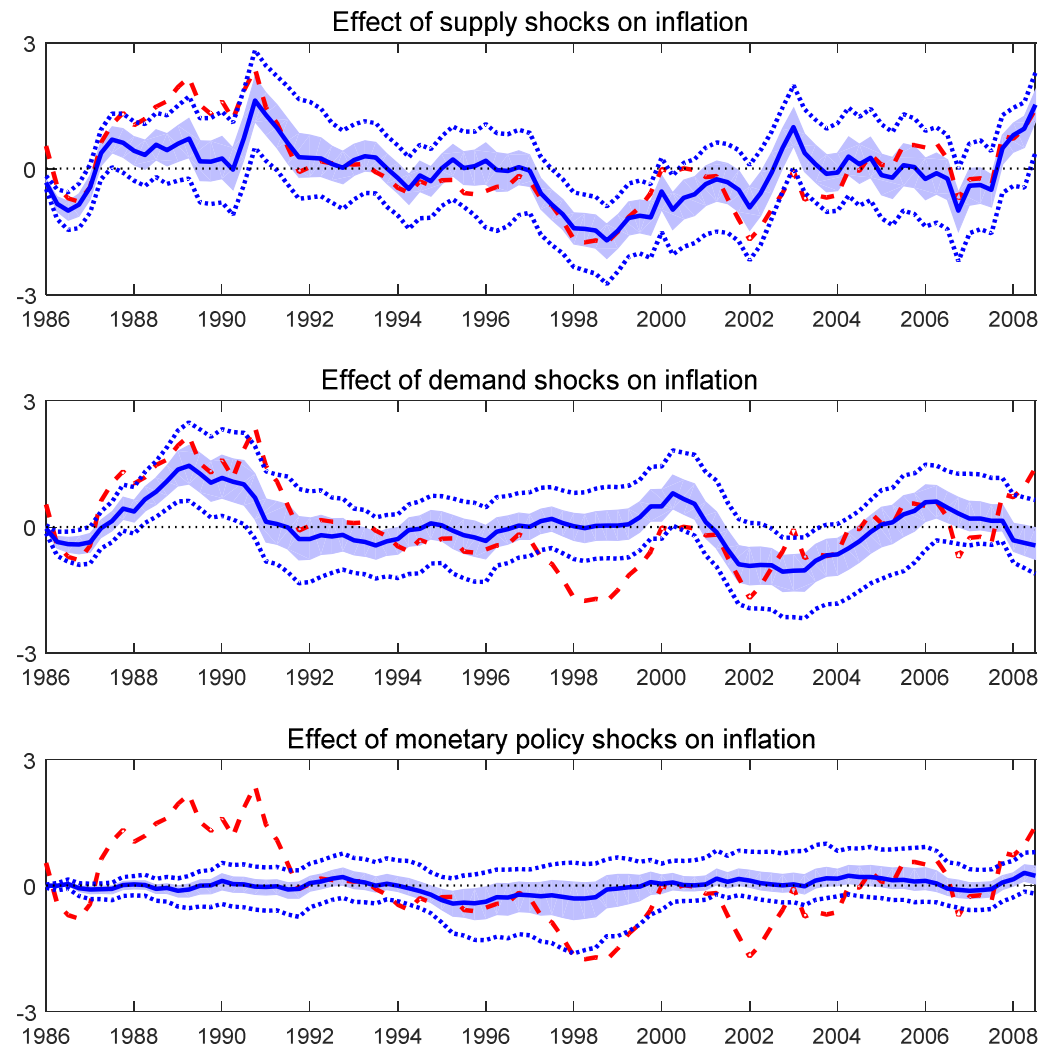 Effect of supply shocks on inflation
3
0
-3
1986 1988 1990 1992 1994 1996 1998 2000 2002 2004 2006 2008
Effect of demand shocks on inflation
3
0
-3
1986 1988 1990 1992 1994 1996 1998 2000 2002 2004 2006 2008
Effect of monetary policy shocks on inflation
3
0
-3
1986 1988 1990 1992 1994 1996 1998 2000 2002 2004 2006 2008